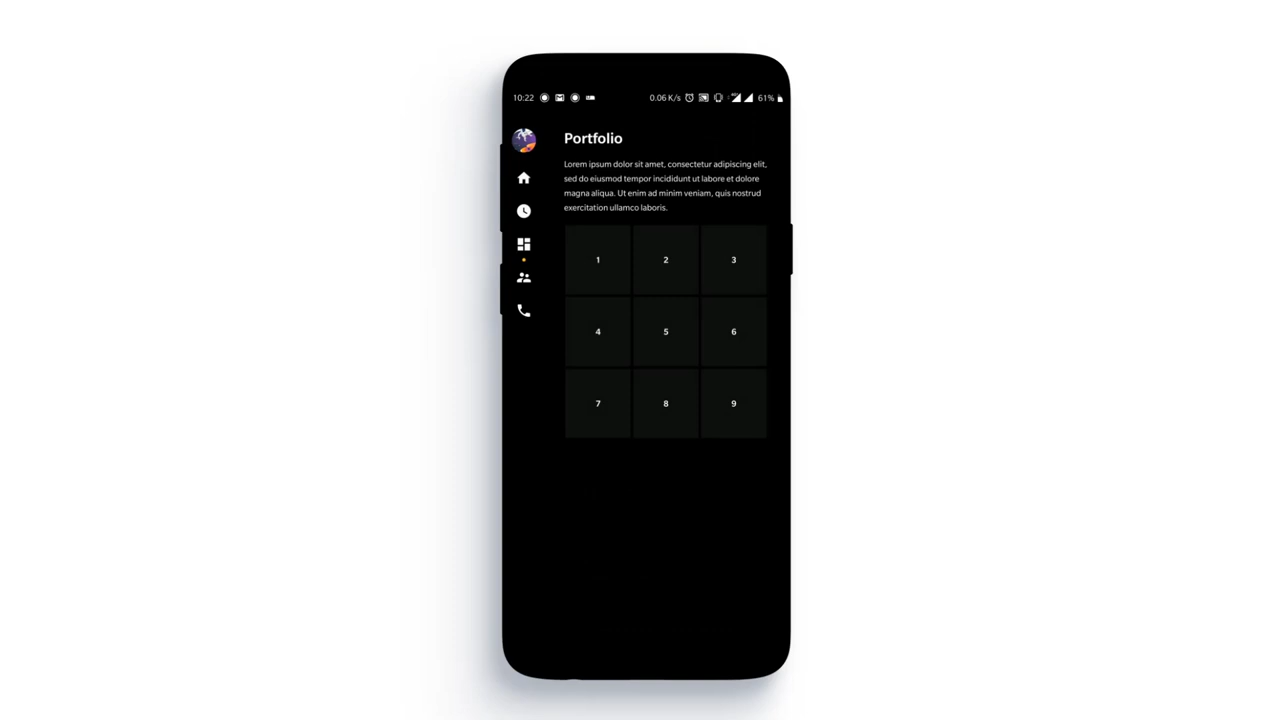 10:22 0.06 K/s 4G 61%
Portfolio
Lorem ipsum dolor sit amet, consectetur adipiscing elit,
sed do eiusmod tempor incididunt ut labore et dolore
magna aliqua. Ut enim ad minim veniam, quis nostrud
exercitation ullamco laboris.
1 2 3
4 5 6
7 8 9